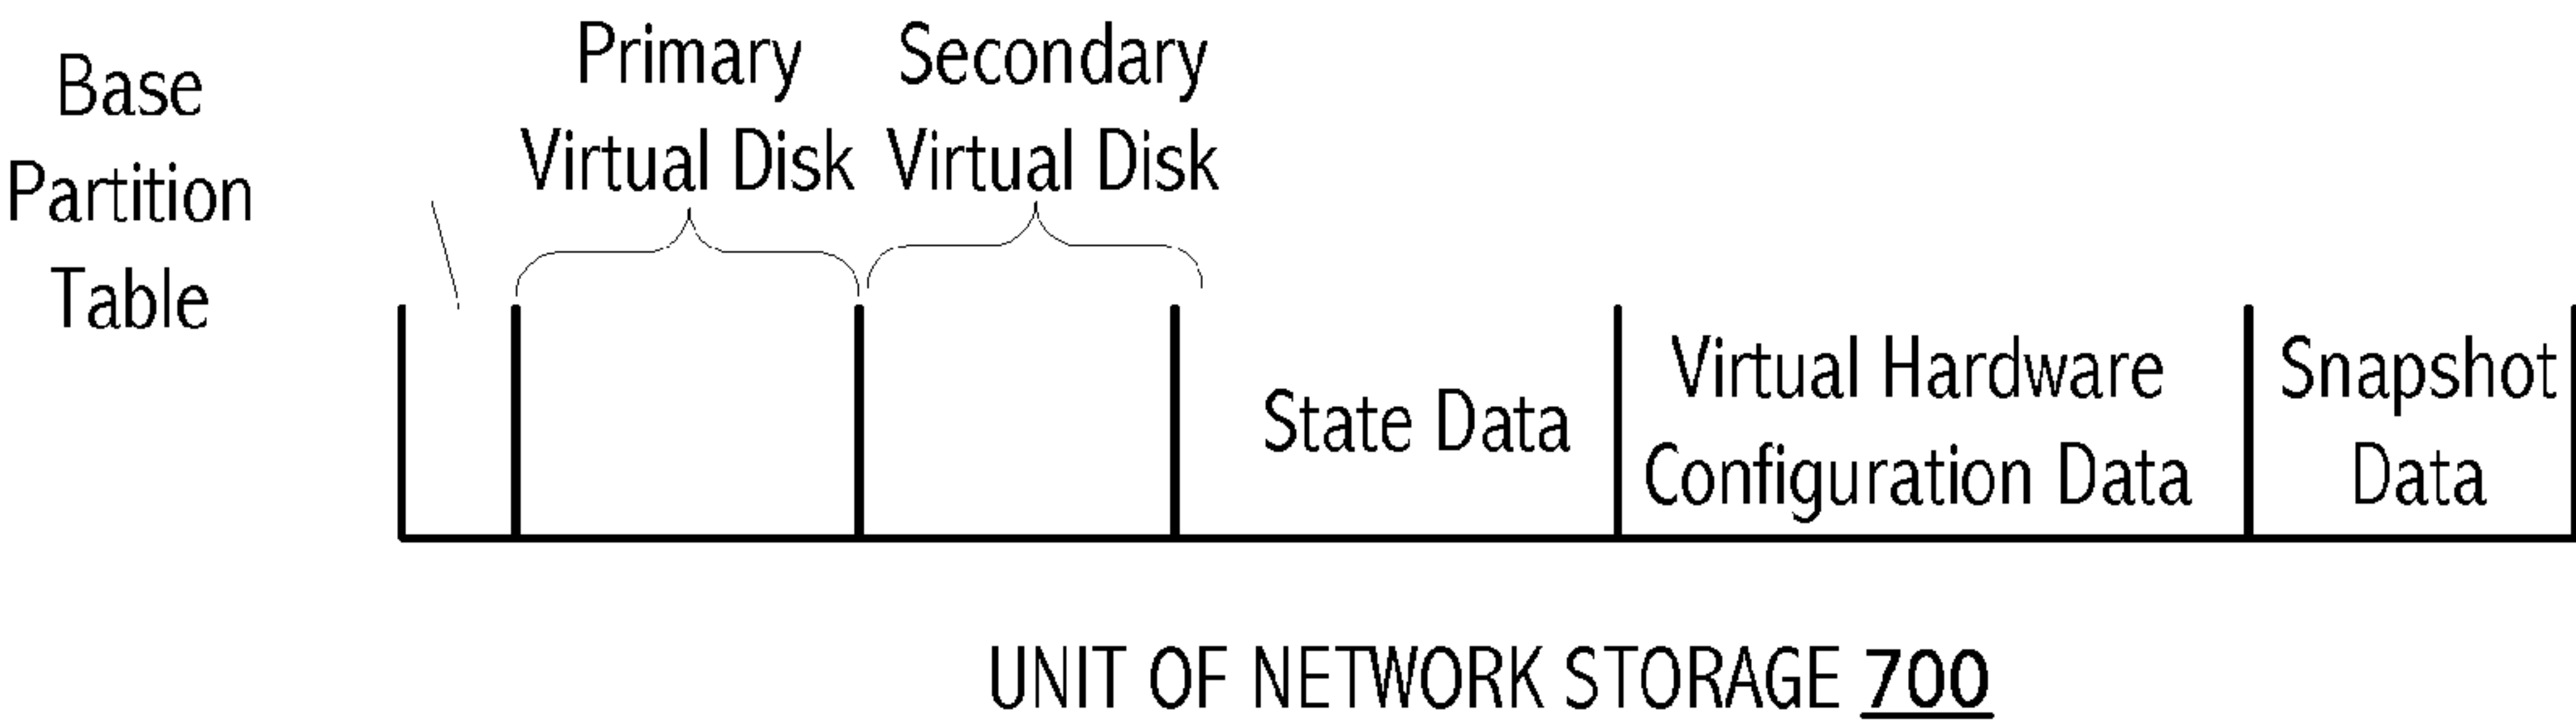 Base
Partition
Table
Primary
Virtual Disk
Secondary
Virtual Disk
State Data
Virtual Hardware
Configuration Data
Snapshot
Data
UNIT OF NETWORK STORAGE 700